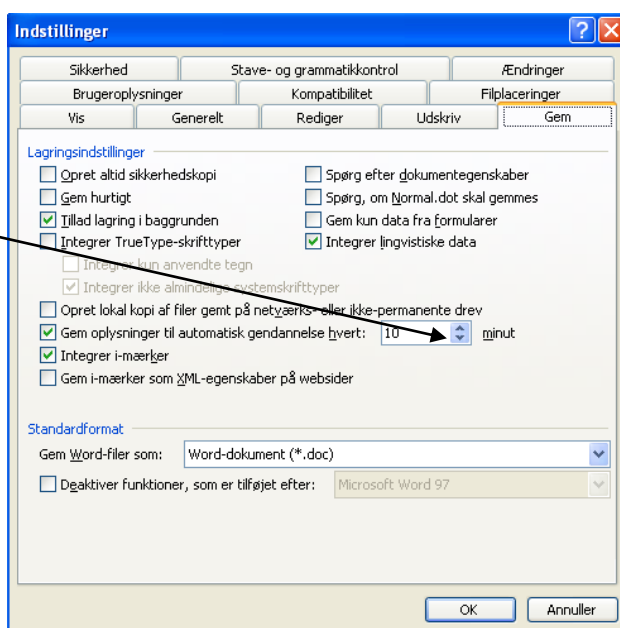 Indstillinger
Sikkerhed Stave- og grammatikkontrol Ændringer
Brugeroplysninger Kompatibilitet Filplaceringer
Vis Generelt Rediger Udskriv Gem
Lagringsindstillinger
Opret altid sikkerhedskopi Spørg efter dokumentegenskaber
Gem hurtigt Spørg, om Normal.dot skal gemmes
Tillad lagring i baggrunden Gem kun data fra formularer
Integrer TrueType-skrifttyper Integrer lingvistiske data
Integrer kun anvendte tegn
Integrer ikke almindelige systemskrifttyper
Opret lokal kopi af filer gemt på netværks- eller ikke-permanente drev
Gem oplysninger til automatisk gendannelse hvert: 10 minut
Integrer i-mærker
Gem i-mærker som XML-egenskaber på websider
Standardformat
Gem Word-filer som: Word-dokument (*.doc)
Deaktiver funktioner, som er tilføjet efter: Microsoft Word 97
OK Annuller